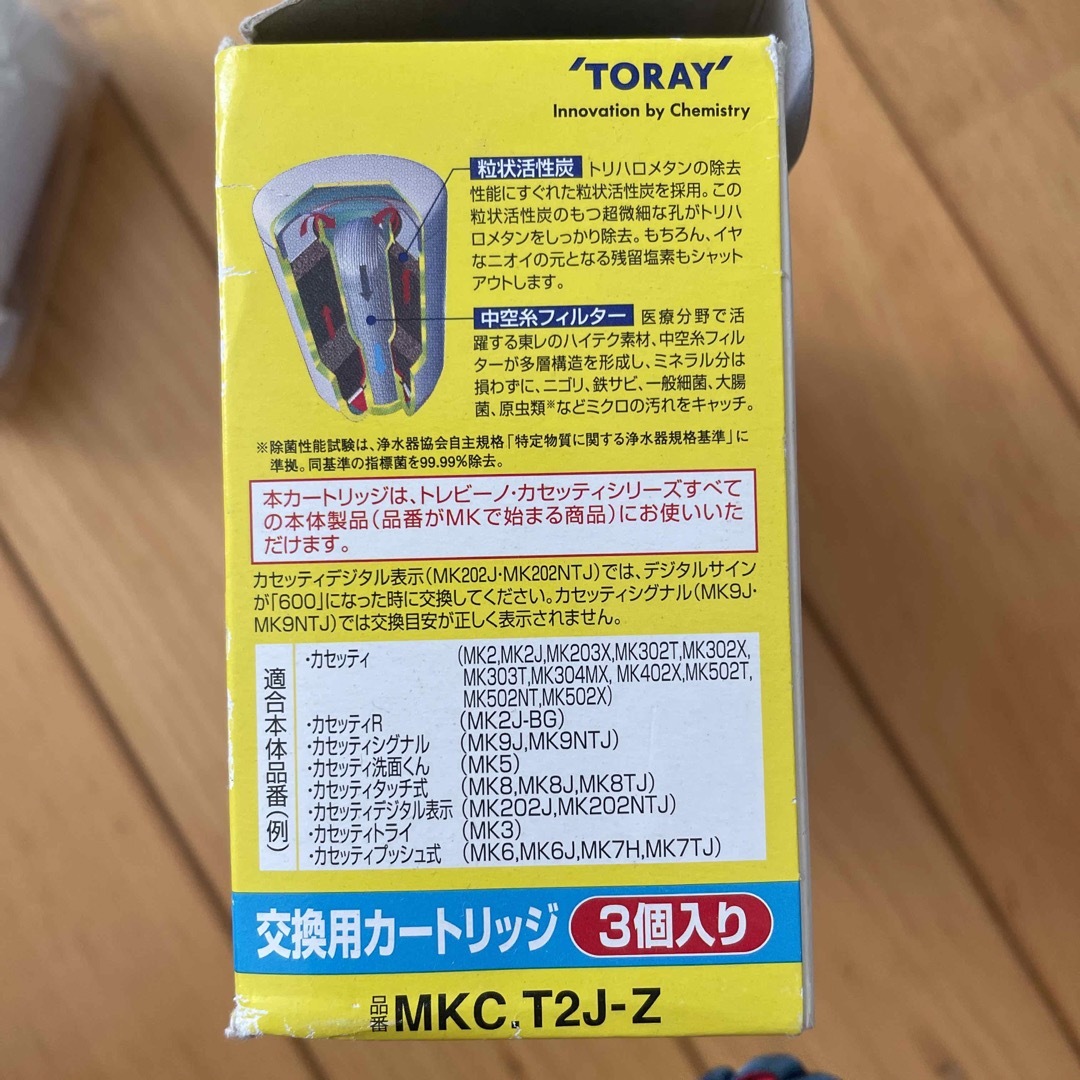 'TORAY'
Innovation by Chemistry
粒状活性炭 トリハロメタンの除去
性能にすぐれた粒状活性炭を採用。この
粒状活性炭のもつ超微細な孔がトリハ
ロメタンをしっかり除去。もちろん、イヤ
なニオイの元となる残留塩素もシャット
アウトします。
中空糸フィルター 医療分野で活
躍する東レのハイテク素材、中空糸フィル
ターが多層構造を形成し、ミネラル分は
損わずに、ニゴリ、鉄サビ、一般細菌、大腸
菌、原虫類※などミクロの汚れをキャッチ。
※除菌性能試験は、浄水器協会自主規格「特定物質に関する浄水器規格基準」に
準拠。同基準の指標菌を99.99%除去。
本カートリッジは、トレビーノ・カセッティシリーズすべて
の本体製品(品番がMKで始まる商品)にお使いいた
だけます。
カセッティデジタル表示(MK202J・MK202NTJ)では、デジタルサイン
が「600」になった時に交換してください。カセッティシグナル(MK9J・
MK9NTJ)では交換目安が正しく表示されません。
適合本体品番(例)
・カセッティ (MK2,MK2J,MK203X,MK302T,MK302X,
MK303T,MK304MX, MK402X,MK502T,
MK502NT,MK502X)
・カセッティR (MK2J-BG)
・カセッティシグナル (MK9J,MK9NTJ)
・カセッティ洗面くん (MK5)
・カセッティタッチ式 (MK8,MK8J,MK8TJ)
・カセッティデジタル表示 (MK202J,MK202NTJ)
・カセッティトライ (MK3)
・カセッティプッシュ式 (MK6,MK6J,MK7H,MK7TJ)
交換用カートリッジ 3個入り
品番 MKC.T2J-Z